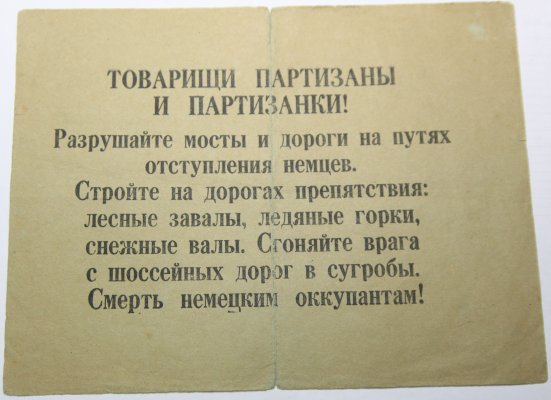 ТОВАРИЩИ ПАРТИЗАНЫ
И ПАРТИЗАНКИ!
Разрушайте мосты и дороги на путях
отступления немцев.
Стройте на дорогах препятствия:
лесные завалы, ледяные горки,
снежные валы. Сгоняйте врага
с шоссейных дорог в сугробы.
Смерть немецким оккупантам!